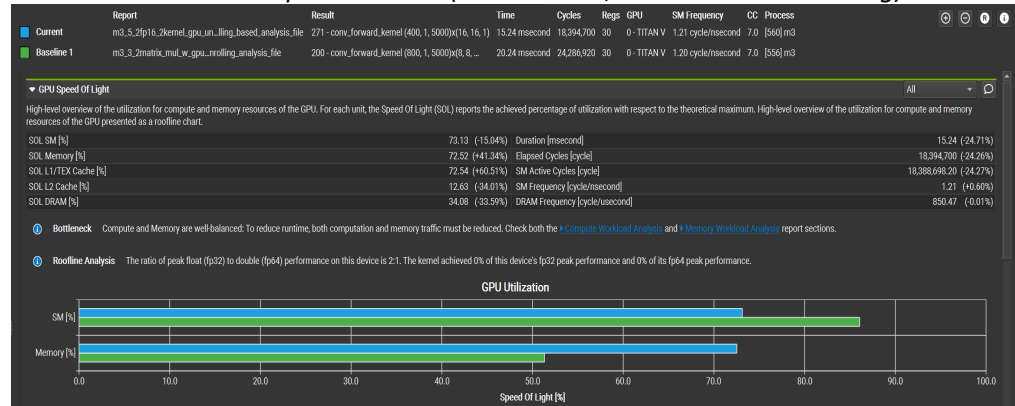 Report Result Time Cycles Regs GPU SM Frequency CC Process
Current m3_5_2fp16_2kernel_gpu_un...lling_based_analysis_file 271 - conv_forward_kernel (400, 1, 5000)x(16, 16, 1) 15.24 msecond 18,394,700 30 0 - TITAN V 1.21 cycle/nsecond 7.0 [560] m3
Baseline 1 m3_3_2matrix_mul_w_gpu...nrolling_analysis_file 200 - conv_forward_kernel (800, 1, 5000)x(8, 8, ... 20.24 msecond 24,286,920 30 0 - TITAN V 1.20 cycle/nsecond 7.0 [556] m3
GPU Speed Of Light All
High-level overview of the utilization for compute and memory resources of the GPU. For each unit, the Speed Of Light (SOL) reports the achieved percentage of utilization with respect to the theoretical maximum. High-level overview of the utilization for compute and memory
resources of the GPU presented as a roofline chart.
SOL SM [%] 73.13 (-15.04%) Duration [msecond] 15.24 (-24.71%)
SOL Memory [%] 72.52 (+41.34%) Elapsed Cycles [cycle] 18,394,700 (-24.26%)
SOL L1/TEX Cache [%] 72.54 (+60.51%) SM Active Cycles [cycle] 18,388,698.20 (-24.27%)
SOL L2 Cache [%] 12.63 (-34.01%) SM Frequency [cycle/nsecond] 1.21 (+0.60%)
SOL DRAM [%] 34.08 (-33.59%) DRAM Frequency [cycle/usecond] 850.47 (-0.01%)
Bottleneck Compute and Memory are well-balanced: To reduce runtime, both computation and memory traffic must be reduced. Check both the Compute Workload Analysis and Memory Workload Analysis report sections.
Roofline Analysis The ratio of peak float (fp32) to double (fp64) performance on this device is 2:1. The kernel achieved 0% of this device's fp32 peak performance and 0% of its fp64 peak performance.
GPU Utilization
SM [%]
Memory [%]
0.0 10.0 20.0 30.0 40.0 50.0 60.0 70.0 80.0 90.0 100.0
Speed Of Light [%]